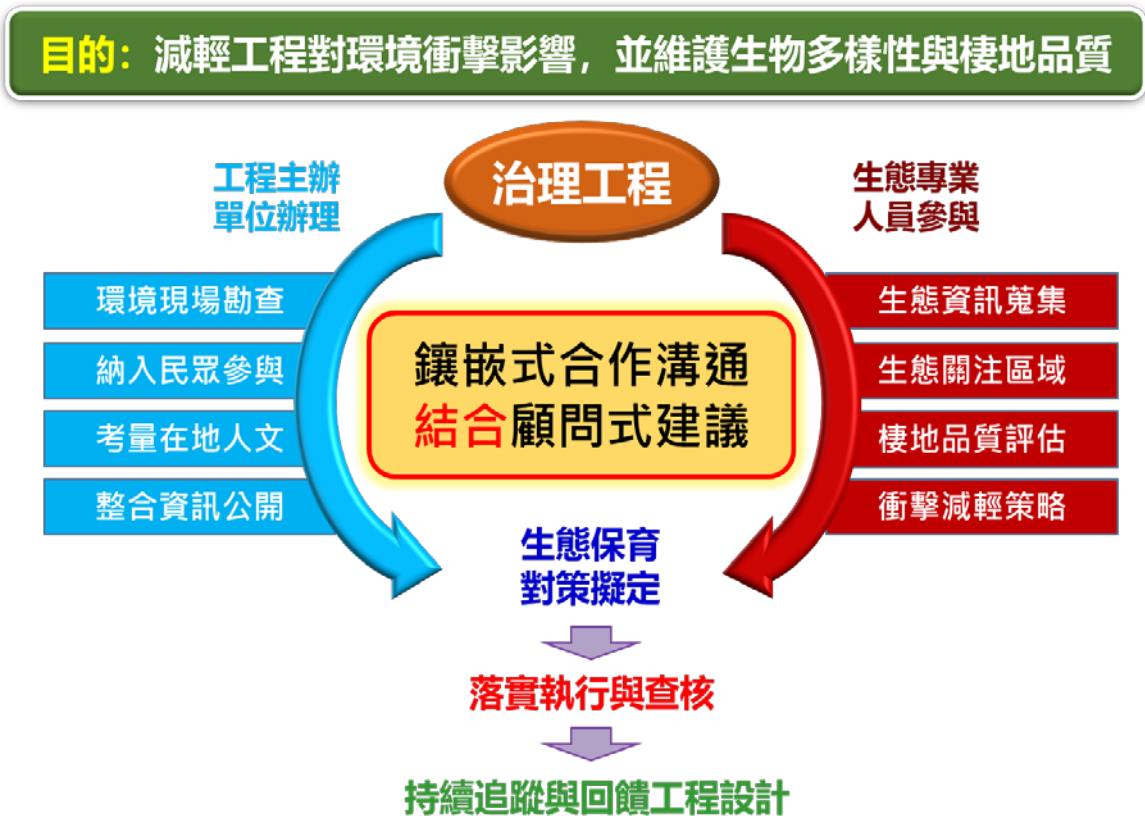 目的：減輕工程對環境衝擊影響，並維護生物多樣性與棲地品質
治理工程
工程主辦
單位辦理
環境現場勘查
納入民眾參與
考量在地人文
整合資訊公開
生態專業
人員參與
生態資訊蒐集
生態關注區域
棲地品質評估
衝擊減輕策略
鑲嵌式合作溝通
結合顧問式建議
生態保育
對策擬定
落實執行與查核
持續追蹤與回饋工程設計